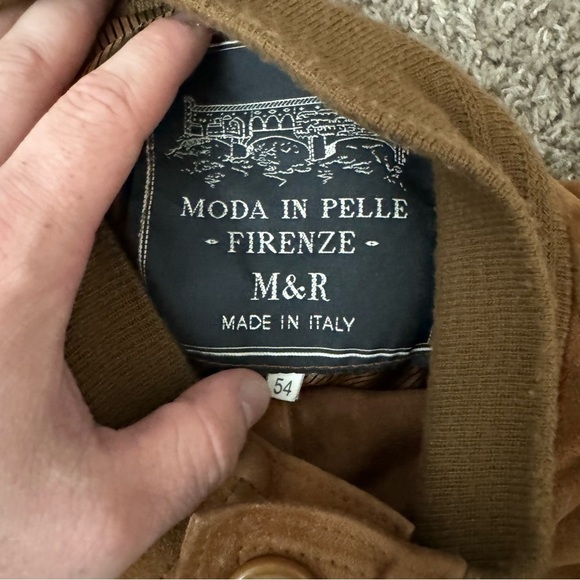 MODA IN PELLE
- FIRENZE -
M&R
MADE IN ITALY
54